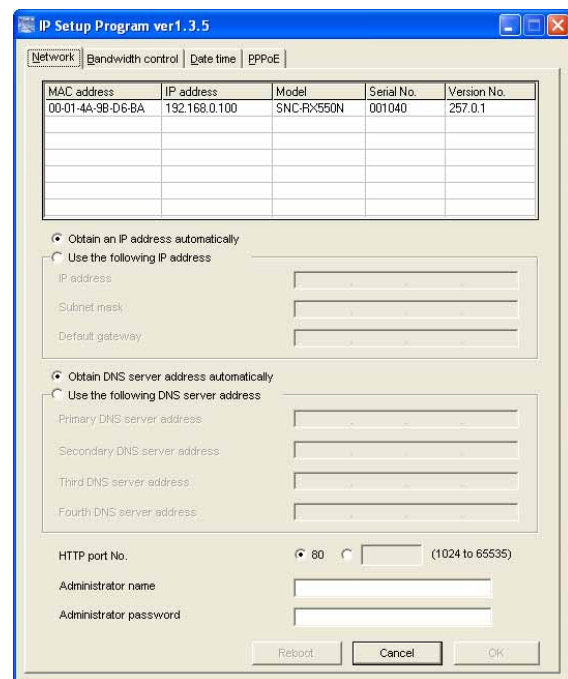 IP Setup Program ver1.3.5
Network Bandwidth control Date time PPPoE
MAC address IP address Model Serial No. Version No.
00-01-4A-9B-D6-BA 192.168.0.100 SNC-RX550N 001040 257.0.1
Obtain an IP address automatically
Use the following IP address
IP address
Subnet mask
Default gateway
Obtain DNS server address automatically
Use the following DNS server address
Primary DNS server address
Secondary DNS server address
Third DNS server address
Fourth DNS server address
HTTP port No. 80 (1024 to 65535)
Administrator name
Administrator password
Reboot Cancel OK